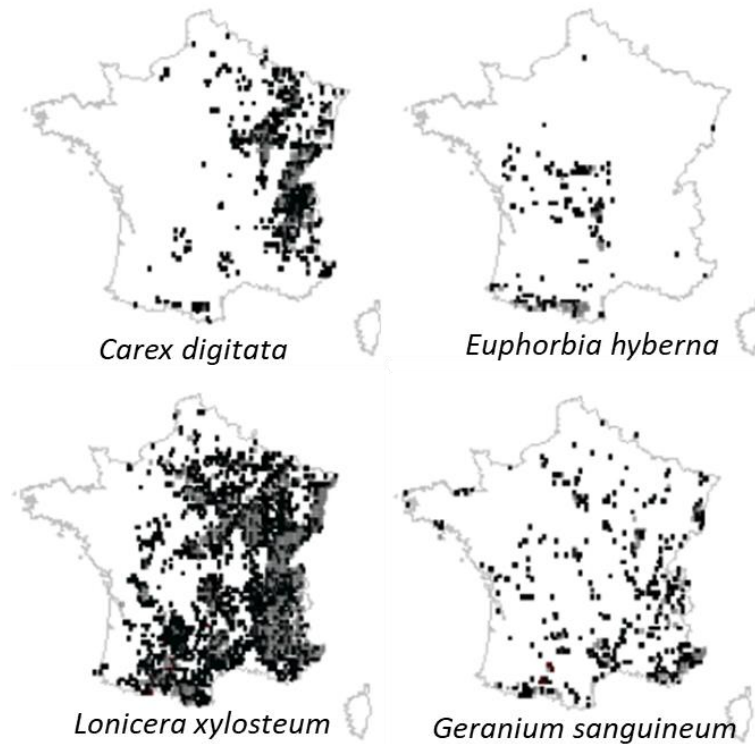 Carex digitata
Euphorbia hyberna
Lonicera xylosteum
Geranium sanguineum